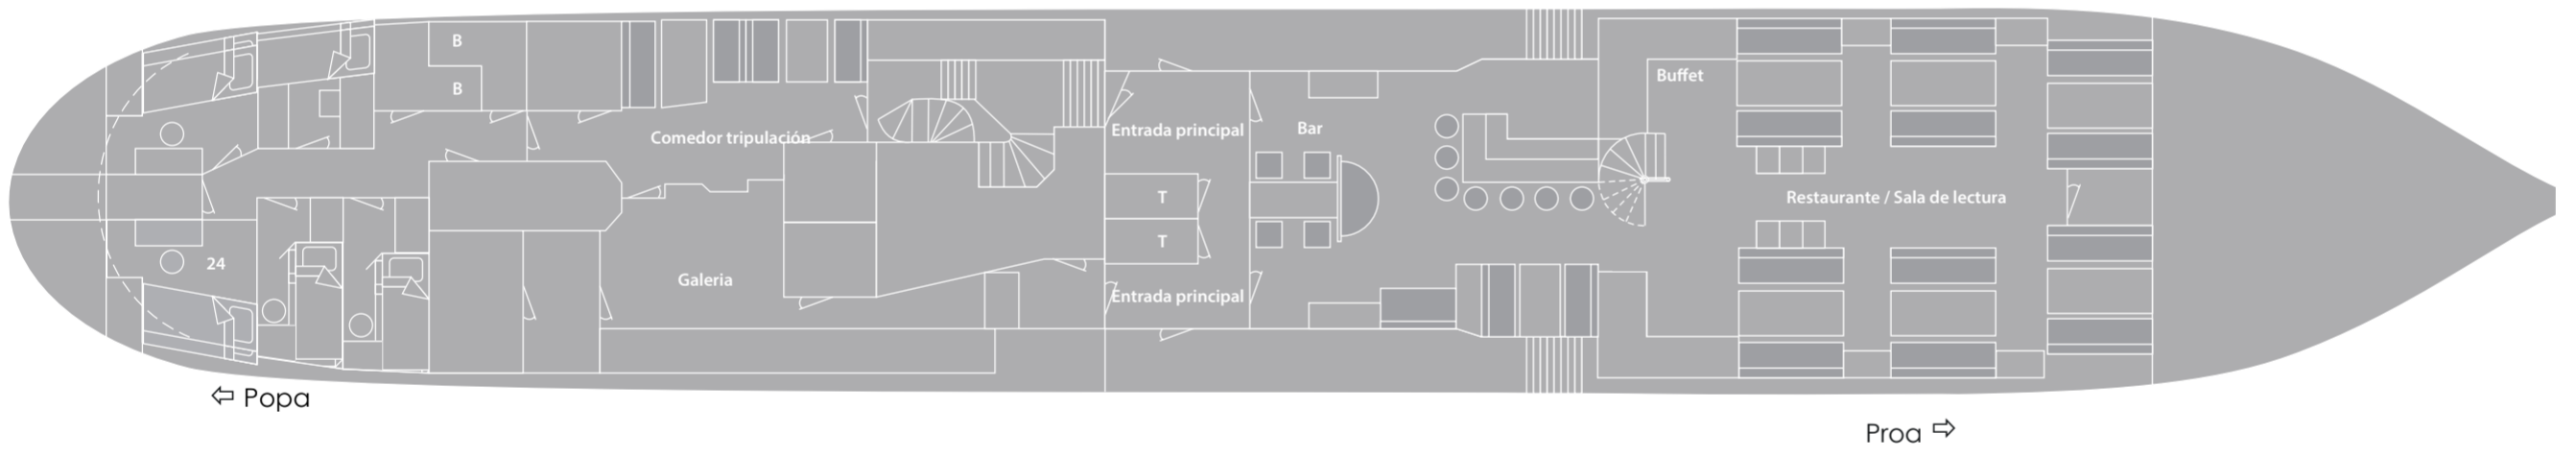 B
B
Buffet
Comedor tripulación
Entrada principal
Bar
T
Restaurante / Sala de lectura
T
24
Galeria
Entrada principal
Popa
Proa